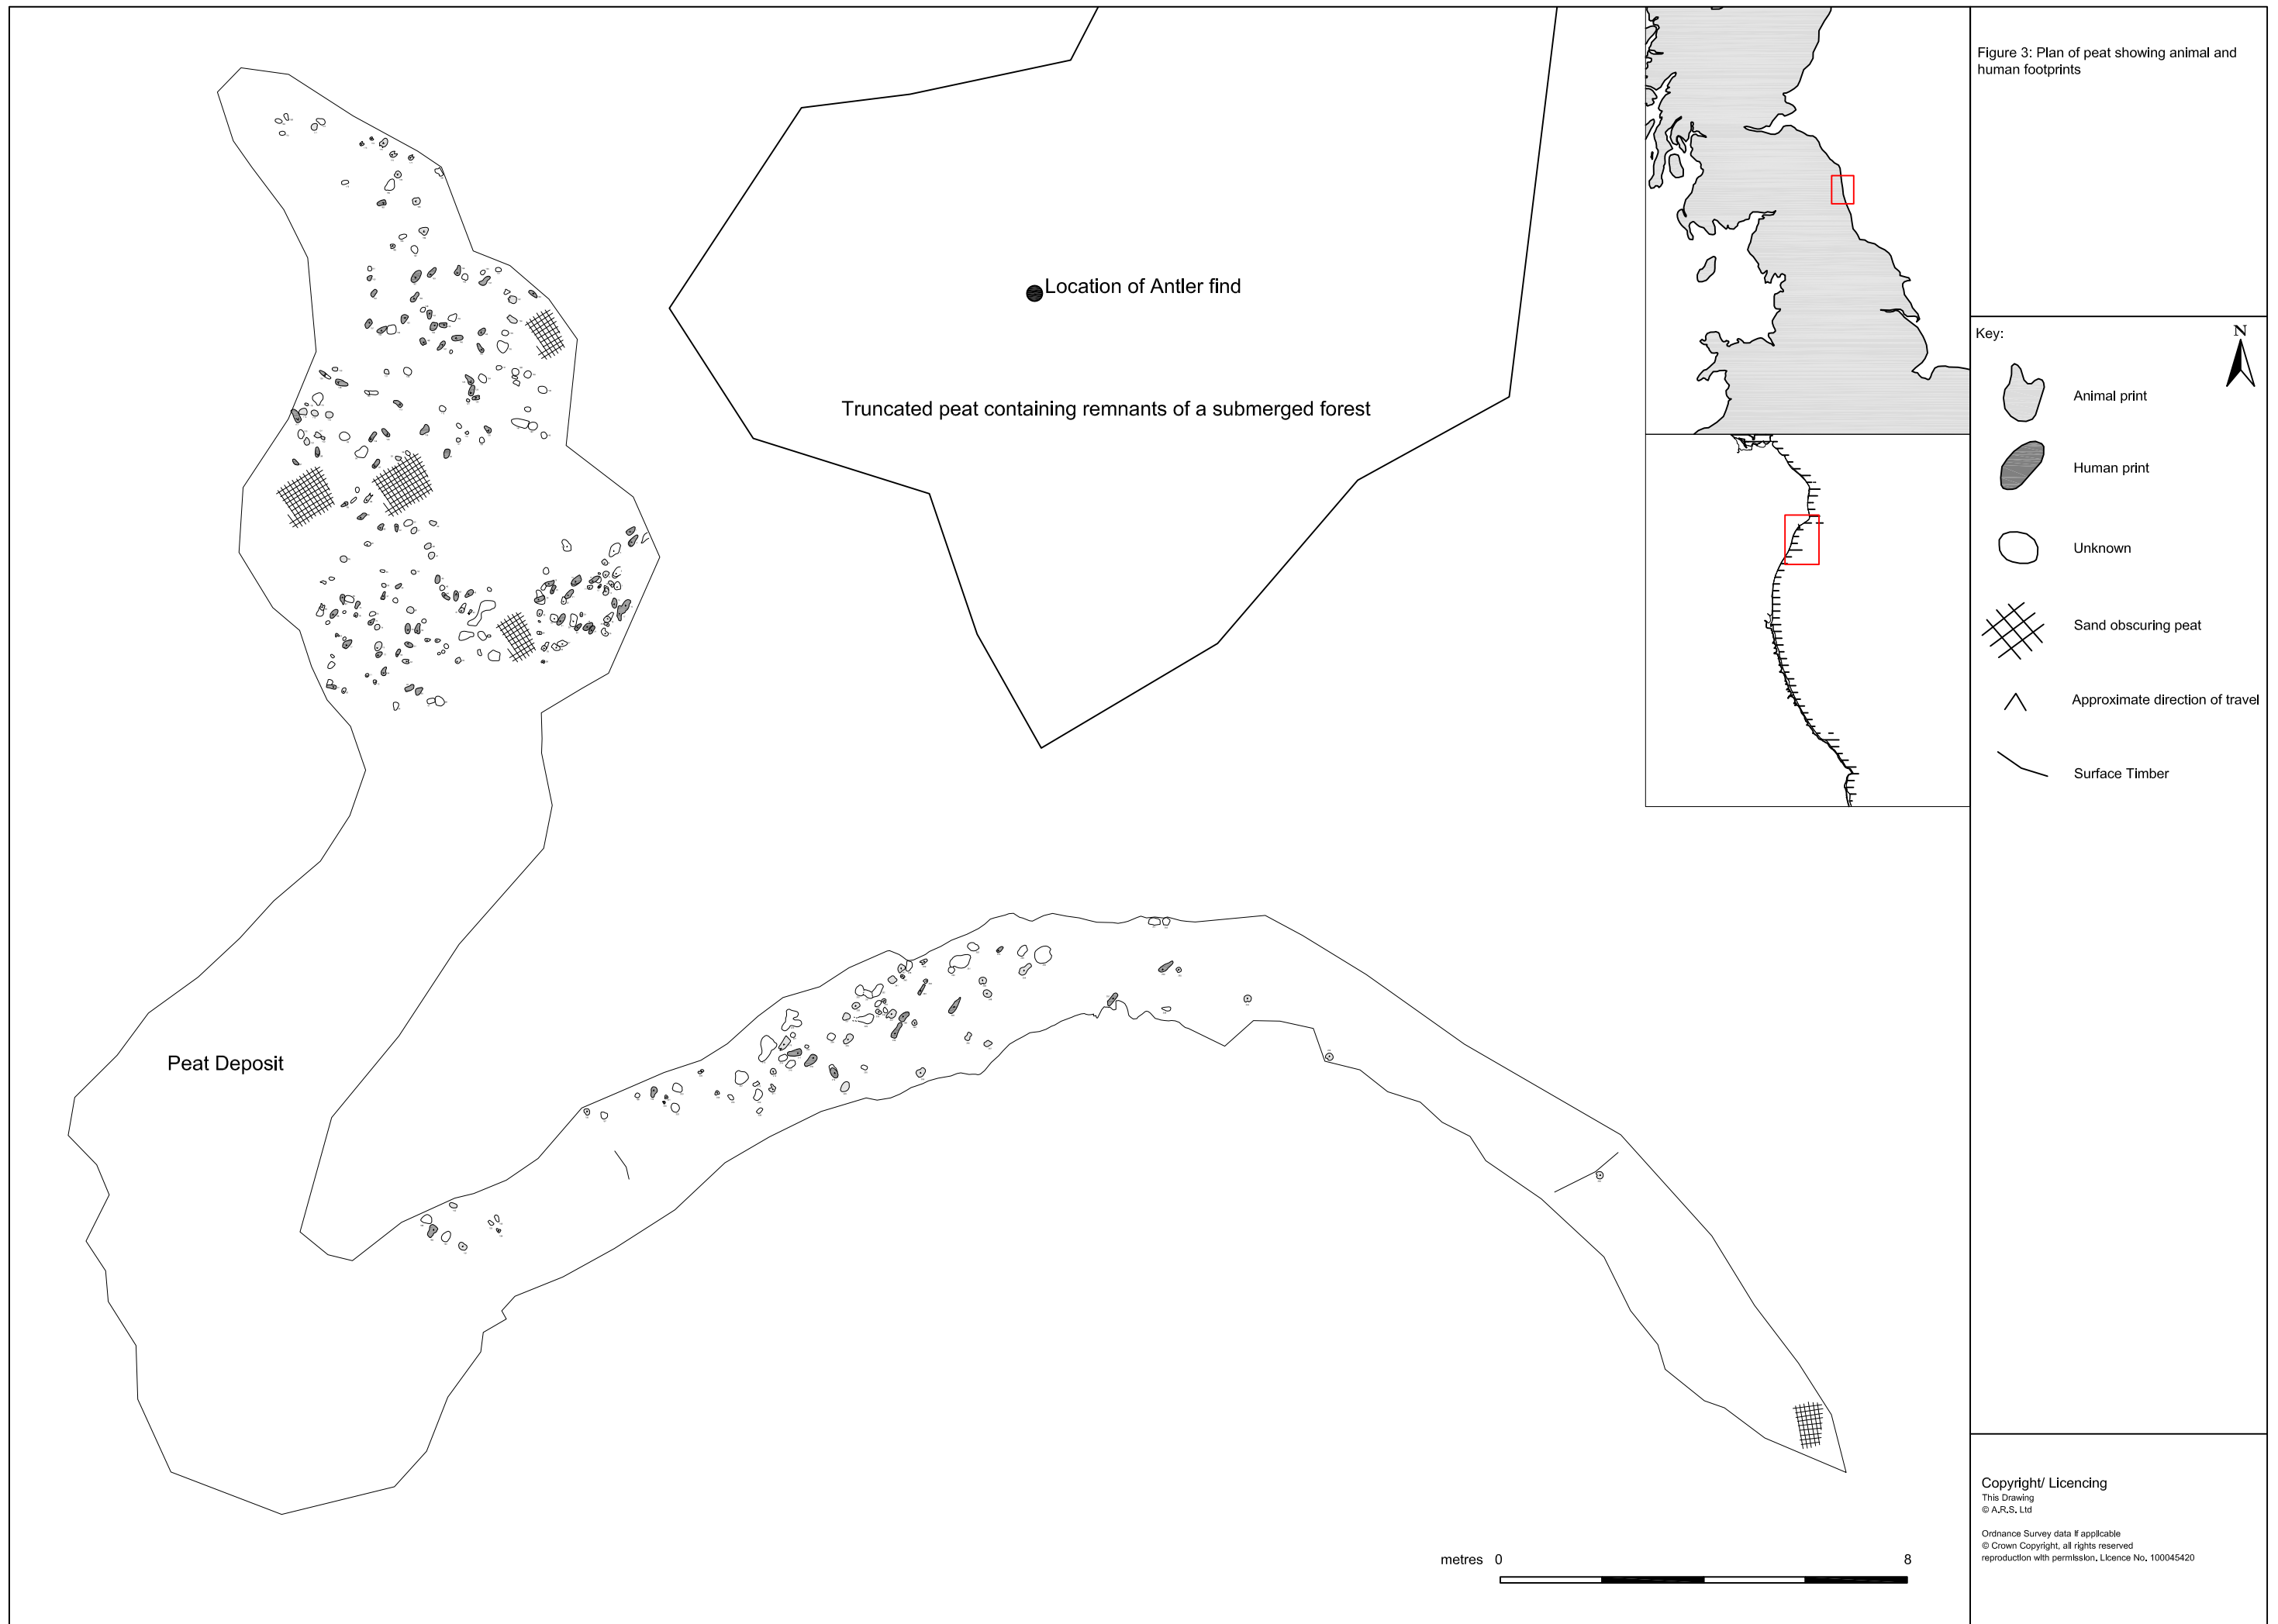 Figure 3: Plan of peat showing animal and
human footprints
Location of Antler find
Truncated peat containing remnants of a submerged forest
Peat Deposit
Key:
N
Animal print
Human print
Unknown
Sand obscuring peat
Approximate direction of travel
Surface Timber
metres 0 8
Copyright/ Licencing
This Drawing
© A.R.S. Ltd
Ordnance Survey data if applicable
© Crown Copyright, all rights reserved
reproduction with permission. Licence No. 100045420